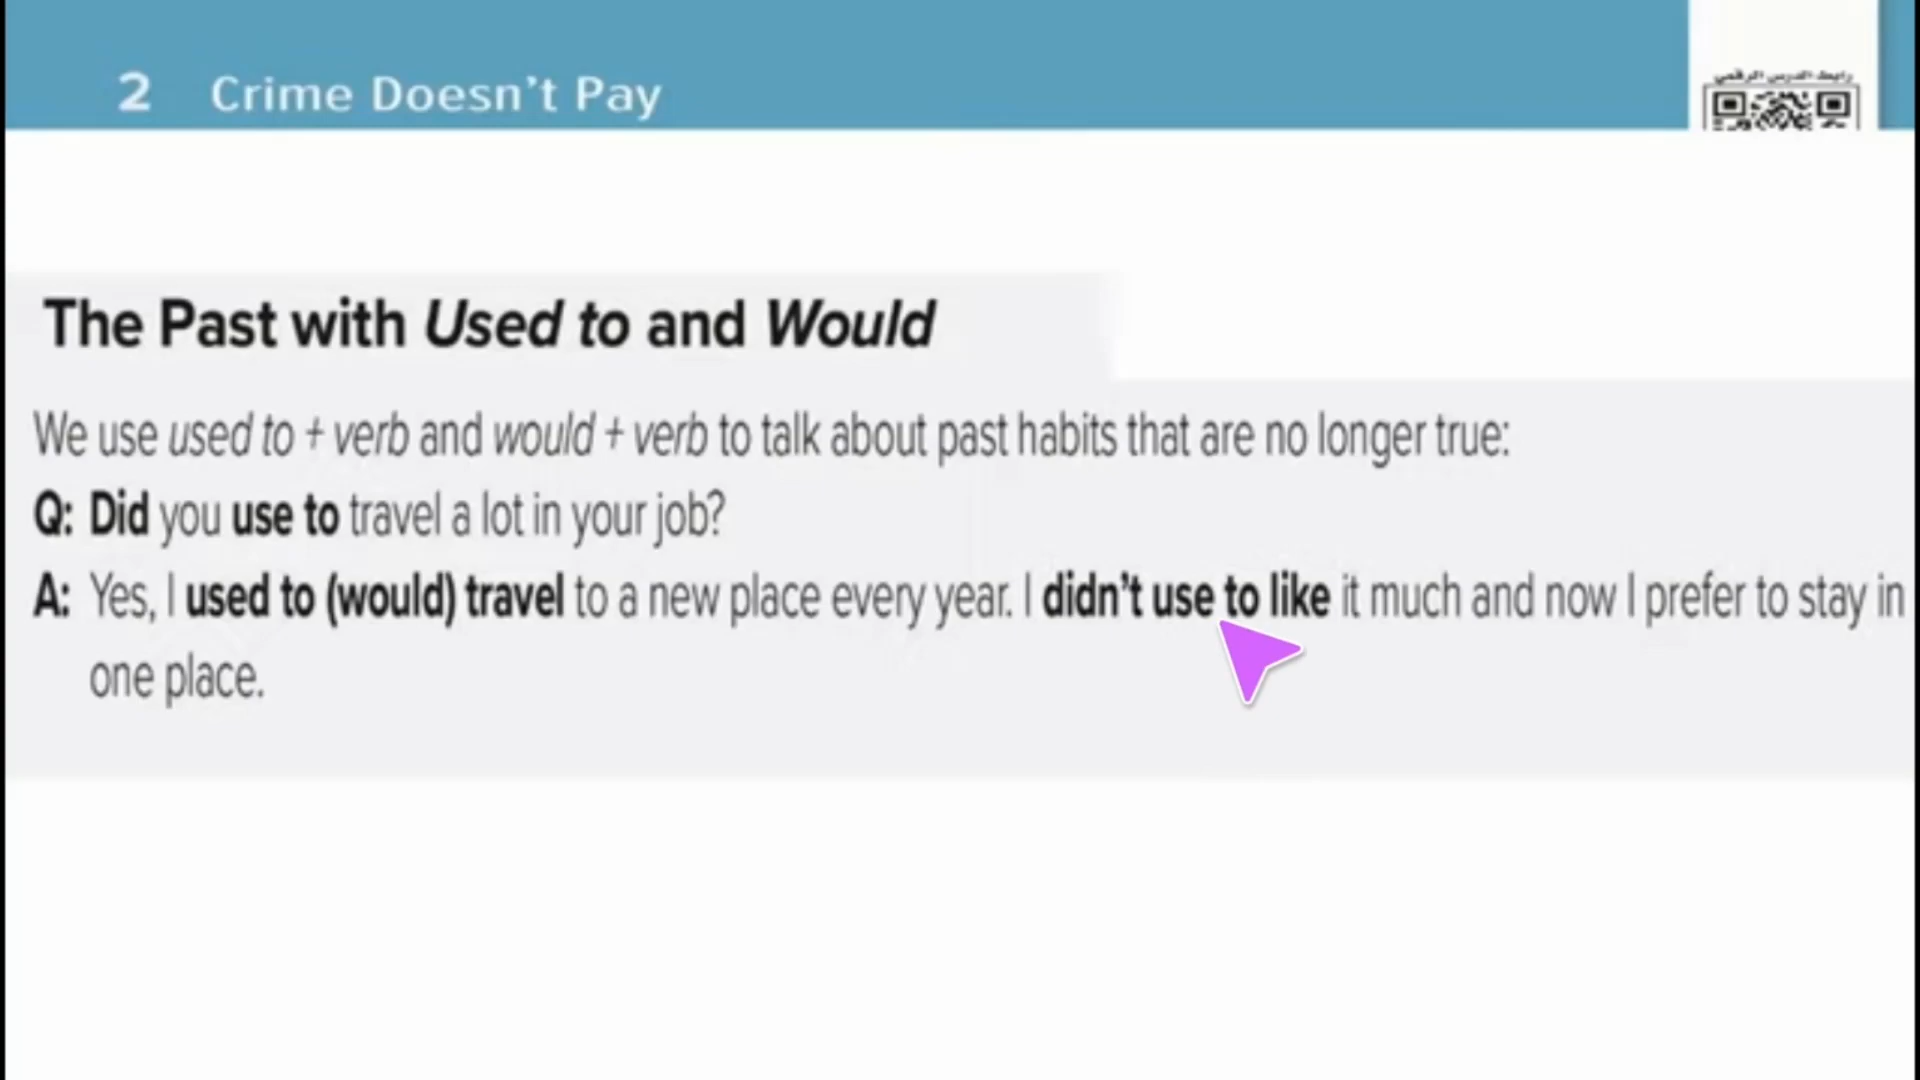 2 Crime Doesn't Pay
رابط الدرس الرقمي
The Past with Used to and Would
We use used to + verb and would + verb to talk about past habits that are no longer true:
Q: Did you use to travel a lot in your job?
A: Yes, I used to (would) travel to a new place every year. I didn't use to like it much and now I prefer to stay in
one place.